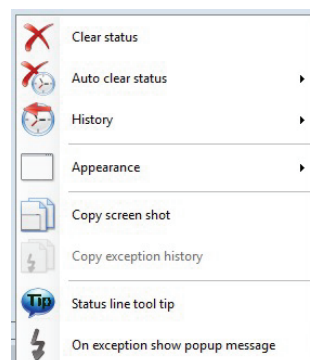 Clear status
Auto clear status
History
Appearance
Copy screen shot
Copy exception history
Tip Status line tool tip
On exception show popup message